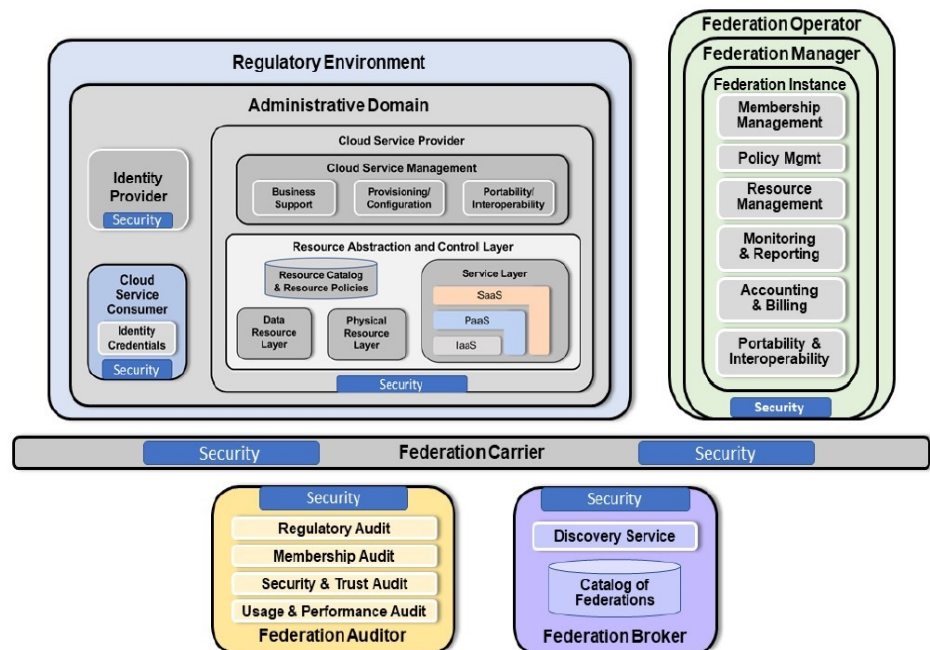 Regulatory Environment
Administrative Domain
Identity
Provider
Security
Cloud
Service
Consumer
Identity
Credentials
Security
Cloud Service Provider
Cloud Service Management
Business
Support
Provisioning/
Configuration
Portability/
Interoperability
Resource Abstraction and Control Layer
Resource Catalog
& Resource Policies
Data
Resource
Layer
Physical
Resource
Layer
Service Layer
SaaS
PaaS
IaaS
Security
Federation Operator
Federation Manager
Federation Instance
Membership
Management
Policy Mgmt
Resource
Management
Monitoring
& Reporting
Accounting
& Billing
Portability &
Interoperability
Security
Security
Federation Carrier
Security
Security
Regulatory Audit
Membership Audit
Security & Trust Audit
Usage & Performance Audit
Federation Auditor
Security
Discovery Service
Catalog of
Federations
Federation Broker